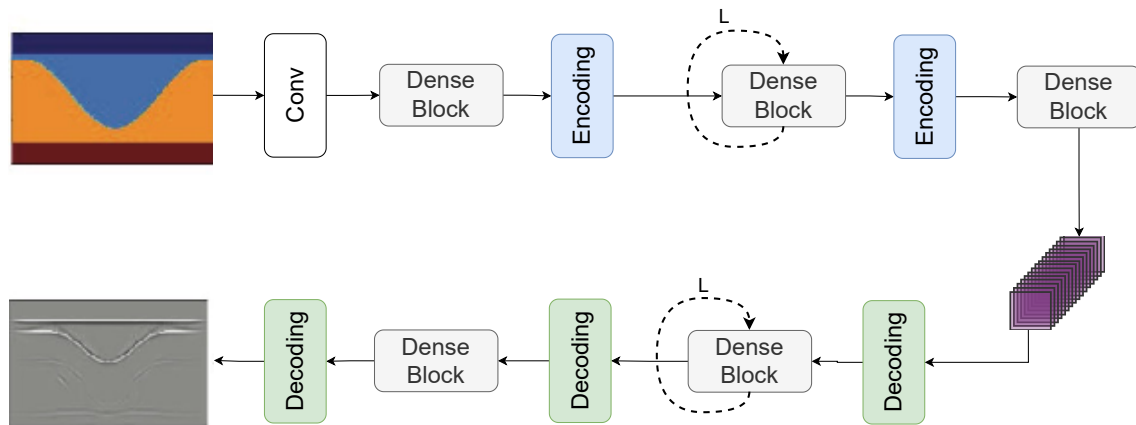 L
Conv
Dense
Block
Encoding
Dense
Block
Encoding
Dense
Block
L
Decoding
Dense
Block
Decoding
Dense
Block
Decoding